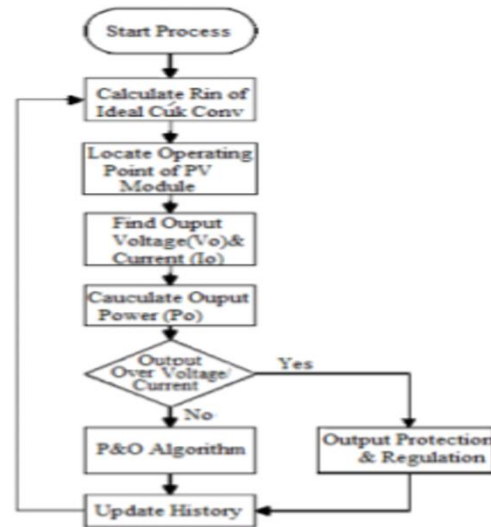 Start Process
Calculate Rin of
Ideal Cúk Conv
Locate Operating
Point of PV
Module
Find Ouput
Voltage(Vo)&
Current (Io)
Cauculate Ouput
Power (Po)
Output
Over Voltage/
Current
Yes
No
P&O Algorithm
Output Protection
& Regulation
Update History